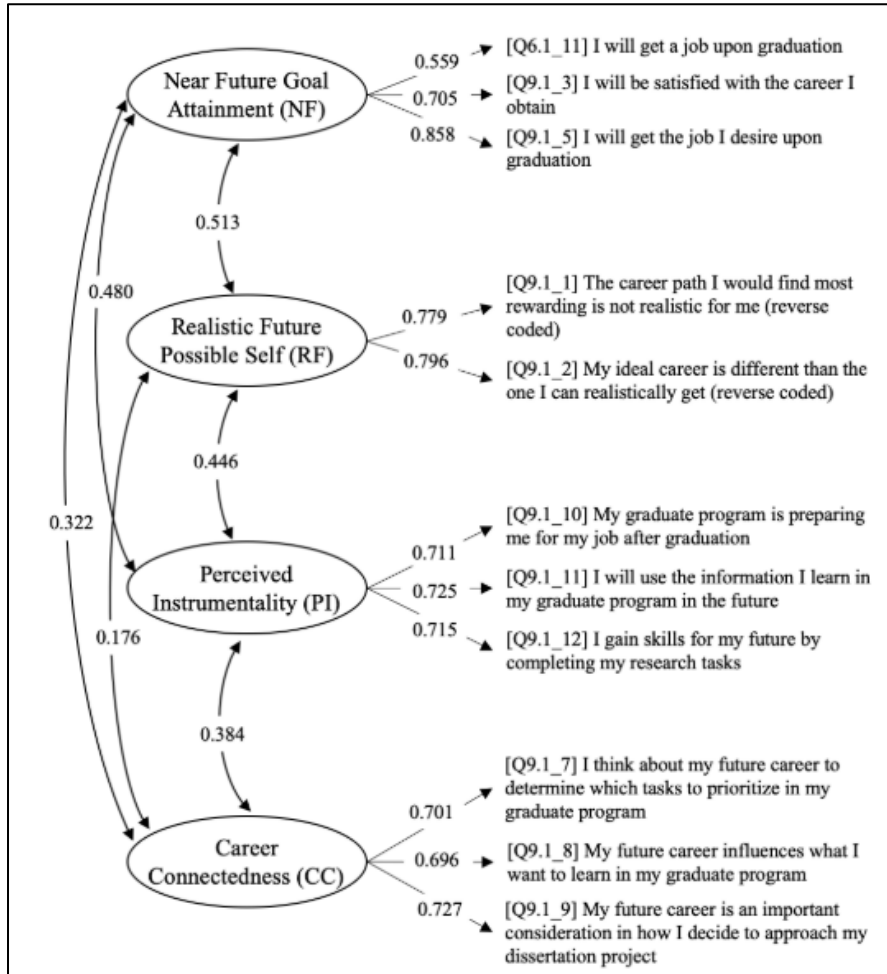 Near Future Goal
Attainment (NF)
0.559
0.705
0.858
[Q6.1_11] I will get a job upon graduation
[Q9.1_3] I will be satisfied with the career I
obtain
[Q9.1_5] I will get the job I desire upon
graduation
0.513
0.480
Realistic Future
Possible Self (RF)
0.779
0.796
[Q9.1_1] The career path I would find most
rewarding is not realistic for me (reverse
coded)
[Q9.1_2] My ideal career is different than the
one I can realistically get (reverse coded)
0.446
0.322
Perceived
Instrumentality (PI)
0.711
0.725
0.715
[Q9.1_10] My graduate program is preparing
me for my job after graduation
[Q9.1_11] I will use the information I learn in
my graduate program in the future
[Q9.1_12] I gain skills for my future by
completing my research tasks
0.176
0.384
Career
Connectedness (CC)
0.701
0.696
0.727
[Q9.1_7] I think about my future career to
determine which tasks to prioritize in my
graduate program
[Q9.1_8] My future career influences what I
want to learn in my graduate program
[Q9.1_9] My future career is an important
consideration in how I decide to approach my
dissertation project